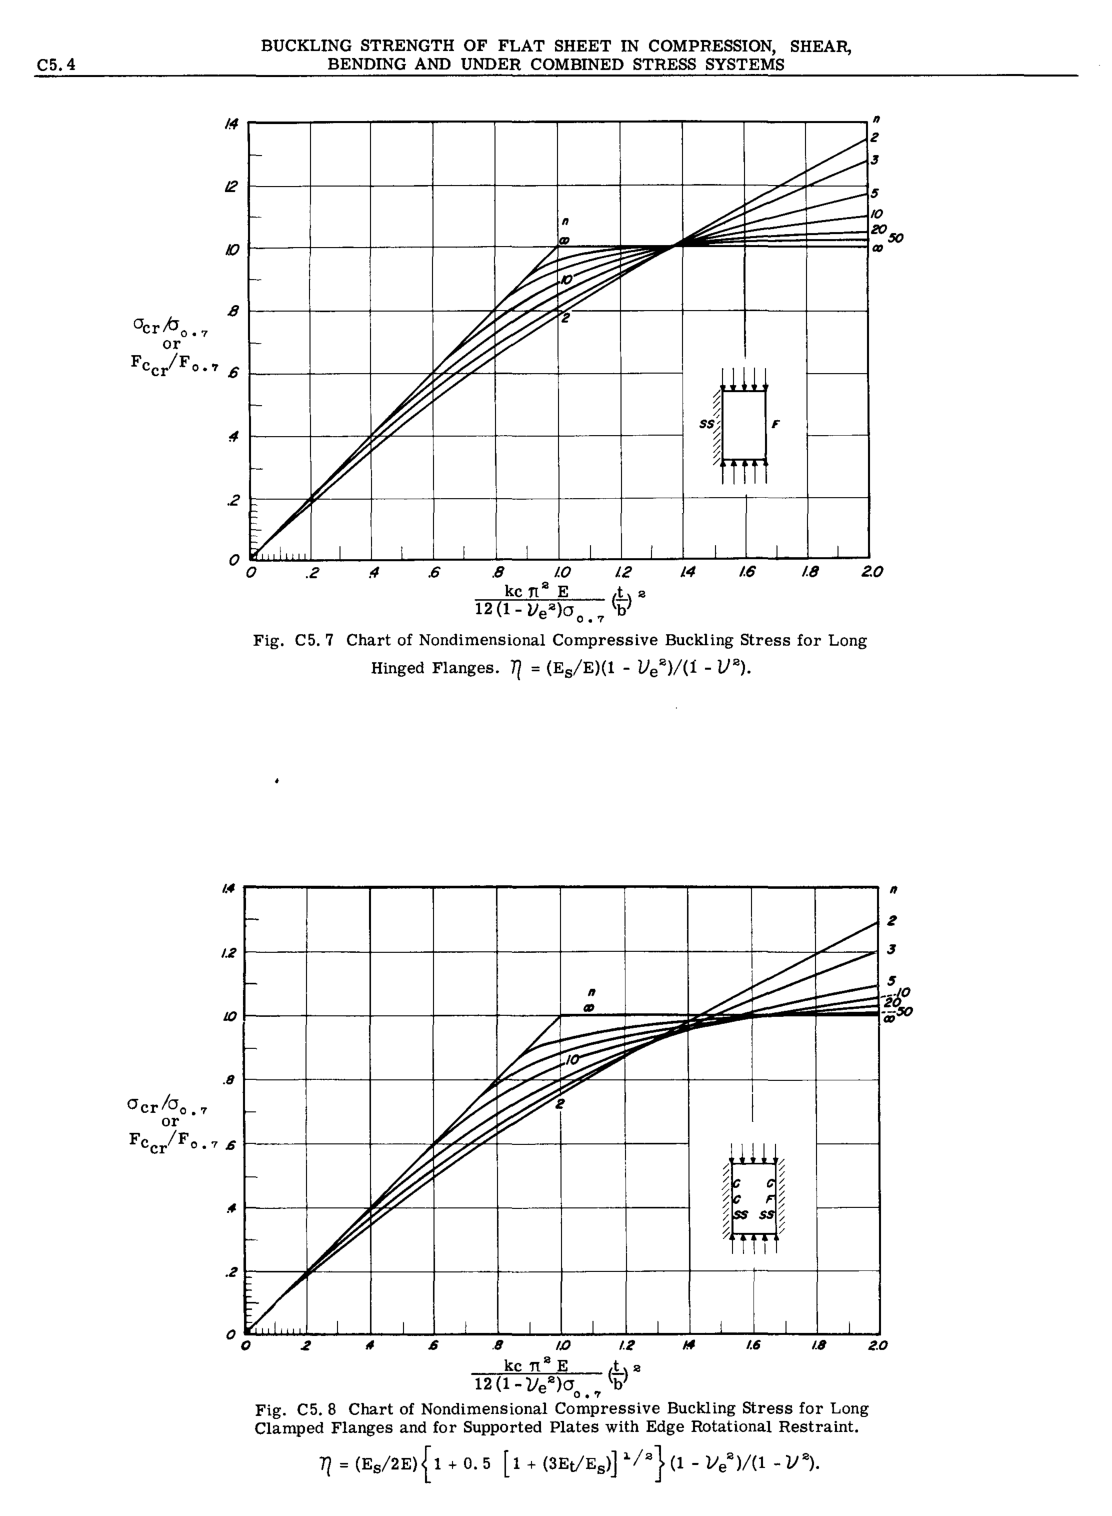 BUCKLING STRENGTH OF FLAT SHEET IN COMPRESSION, SHEAR,
C5.4 BENDING AND UNDER COMBINED STRESS SYSTEMS
1.4
1.2
1.0
.8
.6
.4
.2
0
σcr/σ0.7
or
Fccr/F0.7
n
∞
10
2
n
2
3
5
10
20
50
∞
SS F
0 .2 .4 .6 .8 1.0 1.2 1.4 1.6 1.8 2.0
kc π² E
12 (1 - νe²)σ0.7 (t/b)²
Fig. C5.7 Chart of Nondimensional Compressive Buckling Stress for Long
Hinged Flanges. η = (Es/E)(1 - νe²)/(1 - ν²).
1.4
1.2
1.0
.8
.6
.4
.2
0
σcr/σ0.7
or
Fccr/F0.7
n
∞
10
2
n
2
3
5
10
20
50
∞
C C
C F
SS SS
0 .2 .4 .6 .8 1.0 1.2 1.4 1.6 1.8 2.0
kc π² E
12 (1 - νe²)σ0.7 (t/b)²
Fig. C5.8 Chart of Nondimensional Compressive Buckling Stress for Long
Clamped Flanges and for Supported Plates with Edge Rotational Restraint.
η = (Es/2E){1 + 0.5 [1 + (3Et/Es)]^1/2}(1 - νe²)/(1 - ν²).